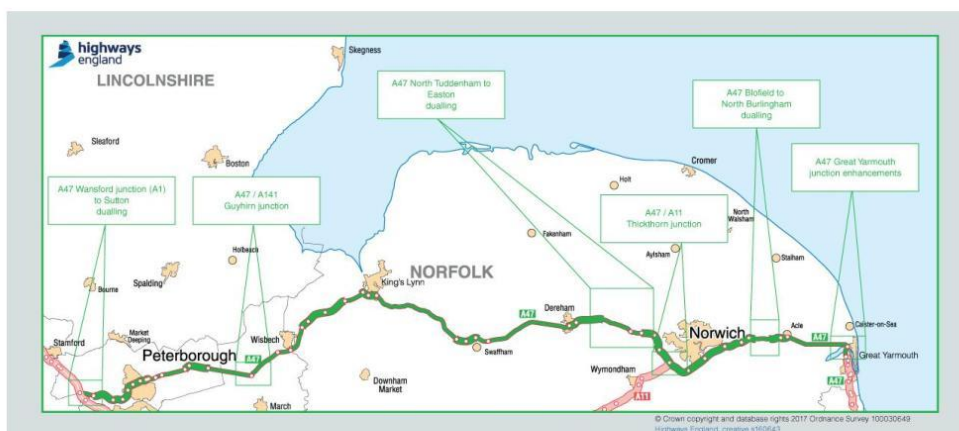 highways
england
LINCOLNSHIRE
Skegness
A47 North Tuddenham to
Easton
dualling
A47 Blofield to
North Burlingham
dualling
Sleaford
Boston
A47 Wansford junction (A1)
to Sutton
dualling
A47 / A141
Guyhirn junction
Cromer
A47 Great Yarmouth
junction enhancements
Holt
A47 / A11
Thickthorn junction
North
Walsham
Fakenham
Holbeach
Aylsham
Stalham
NORFOLK
Bourne
Spalding
King's Lynn
Dereham
A47
Norwich
Acle
Caister-on-Sea
A47
Market
Deeping
Stamford
Peterborough
Wisbech
A47
Swaffham
Great Yarmouth
Wymondham
Downham
Market
A47
March
A11
© Crown copyright and database rights 2017 Ordnance Survey 100030649
Highways England, creative s160643